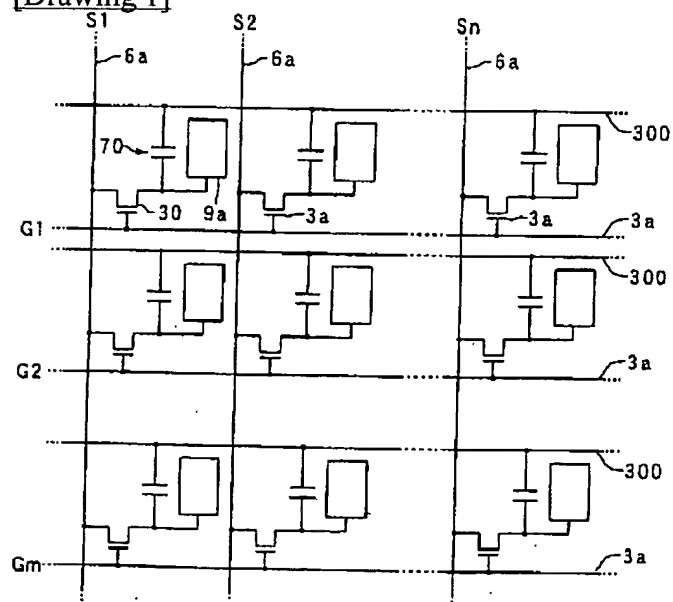 [Drawing 1]
S1 S2 Sn
6a 6a 6a
300
70
30 9a 3a 3a
G1 3a
300
G2 3a
300
Gm 3a